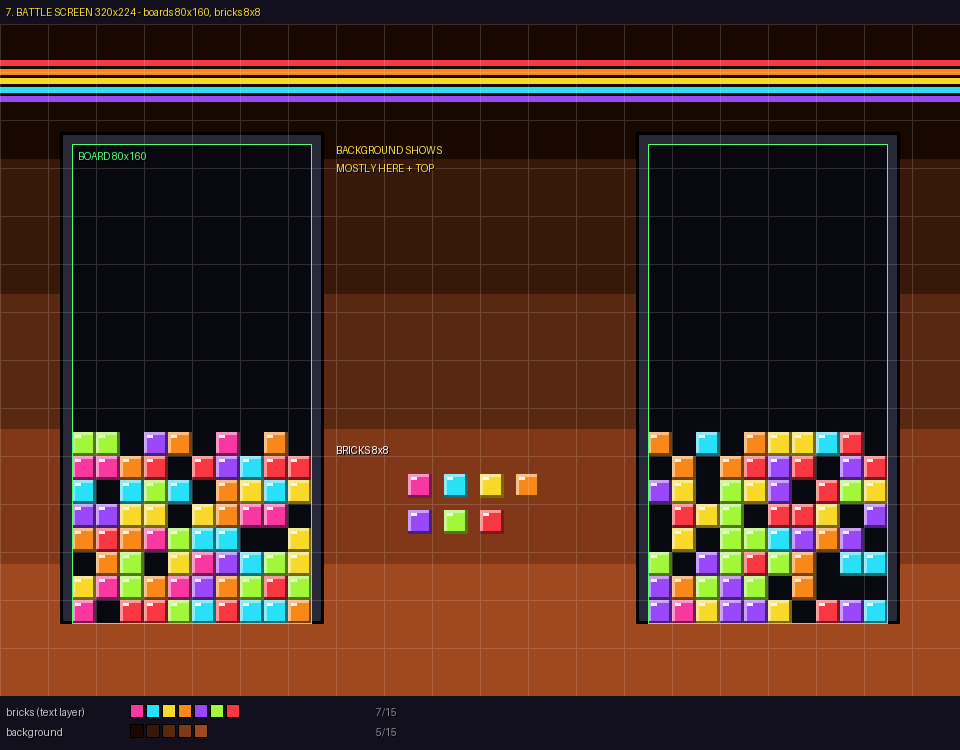 7. BATTLE SCREEN 320x224 - boards 80x160, bricks 8x8
BOARD 80x160
BACKGROUND SHOWS
MOSTLY HERE + TOP
BRICKS 8x8
bricks (text layer) 7/15
background 5/15